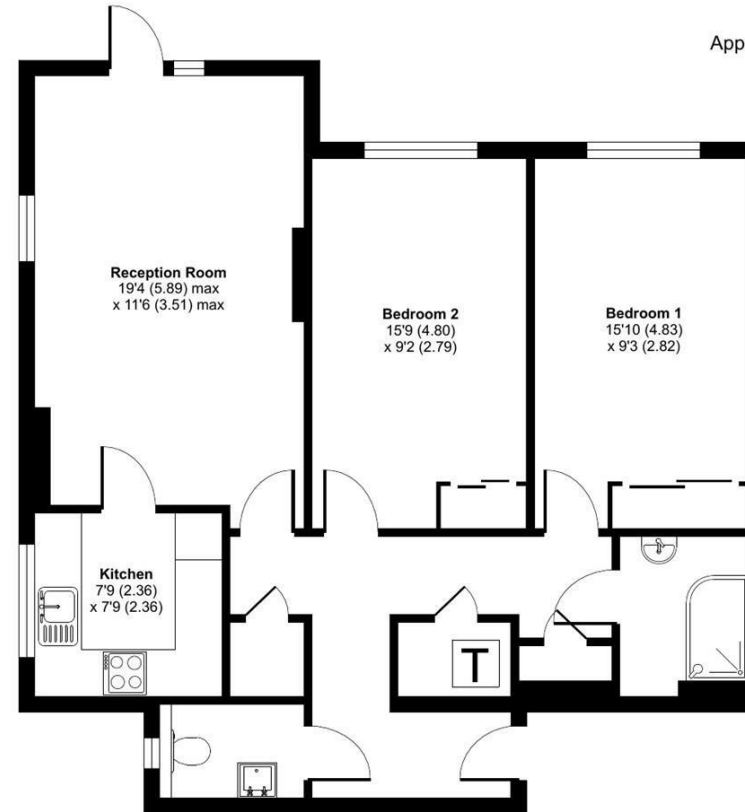 App
Reception Room
19'4 (5.89) max
x 11'6 (3.51) max
Bedroom 2
15'9 (4.80)
x 9'2 (2.79)
Bedroom 1
15'10 (4.83)
x 9'3 (2.82)
Kitchen
7'9 (2.36)
x 7'9 (2.36)
T